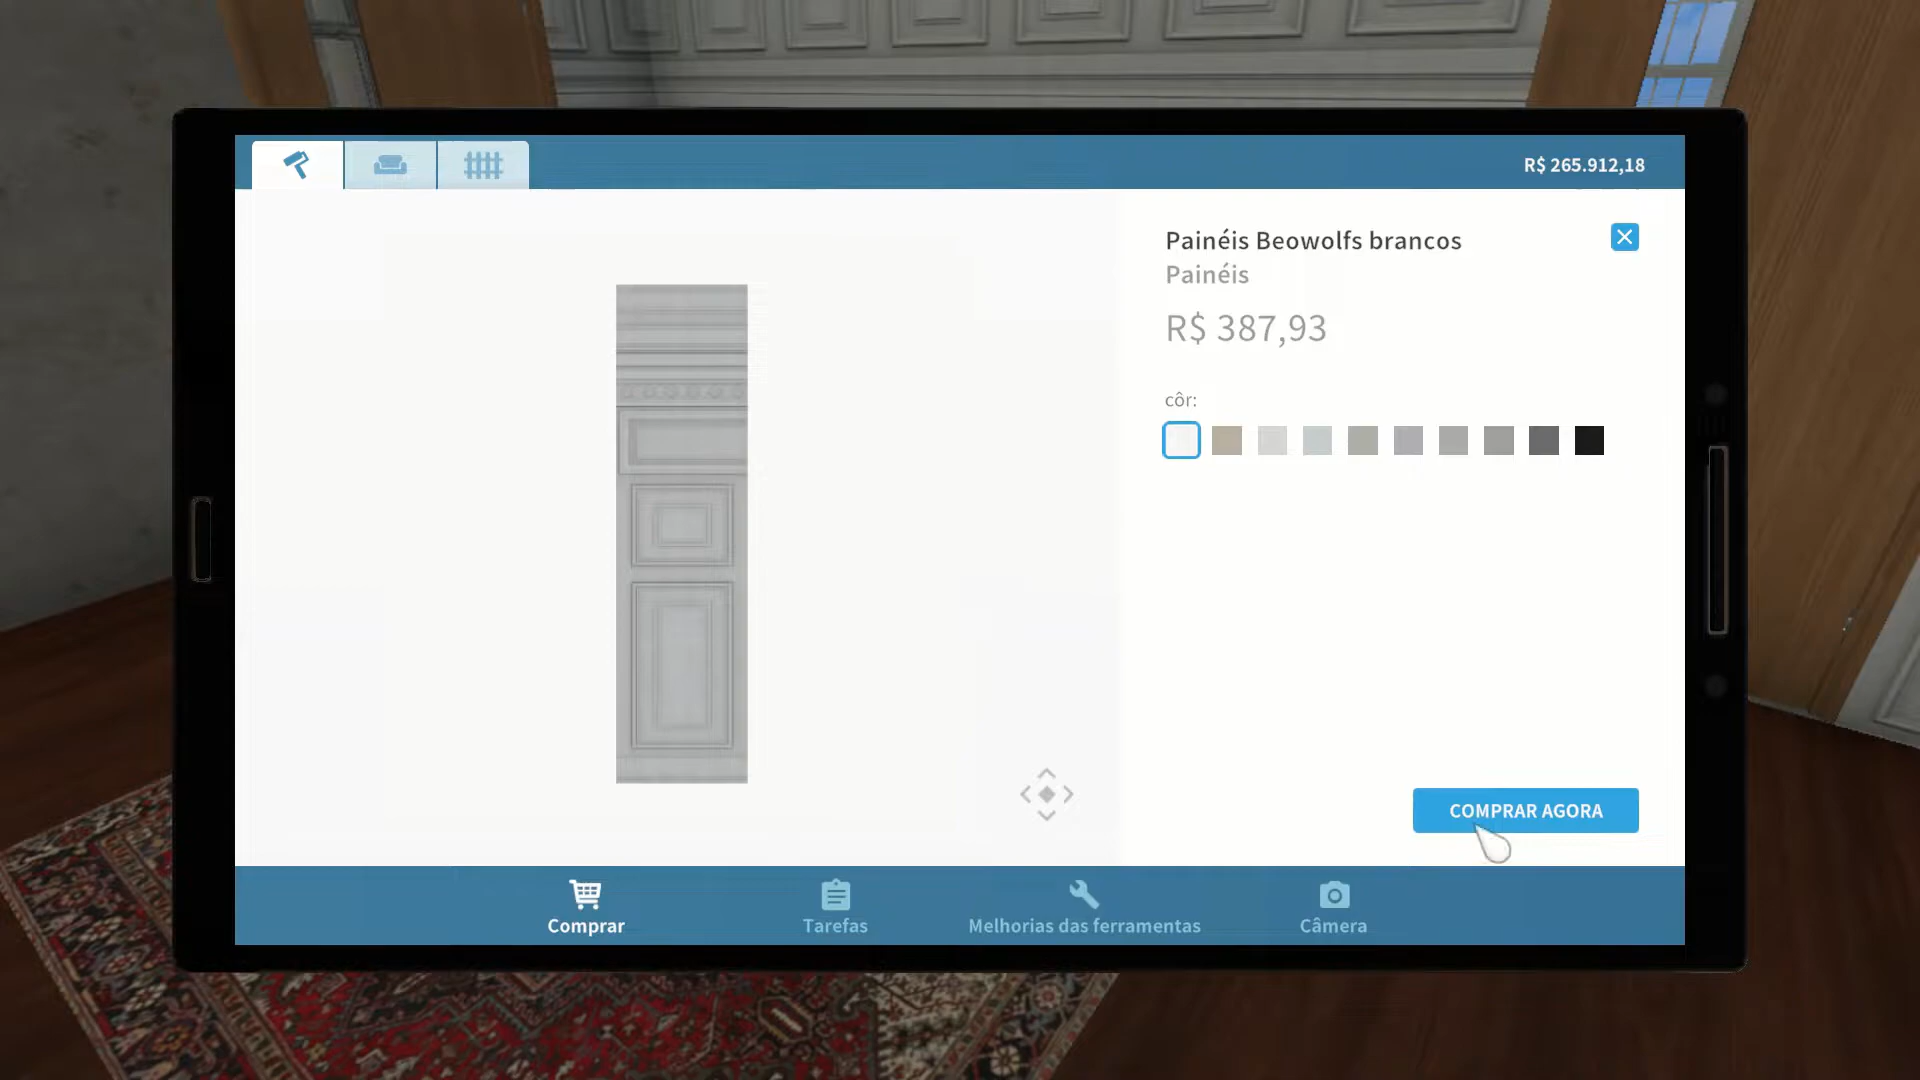 R$ 265.912,18
Painéis Beowolfs brancos
Painéis
R$ 387,93
côr:
COMPRAR AGORA
Comprar
Tarefas
Melhorias das ferramentas
Câmera